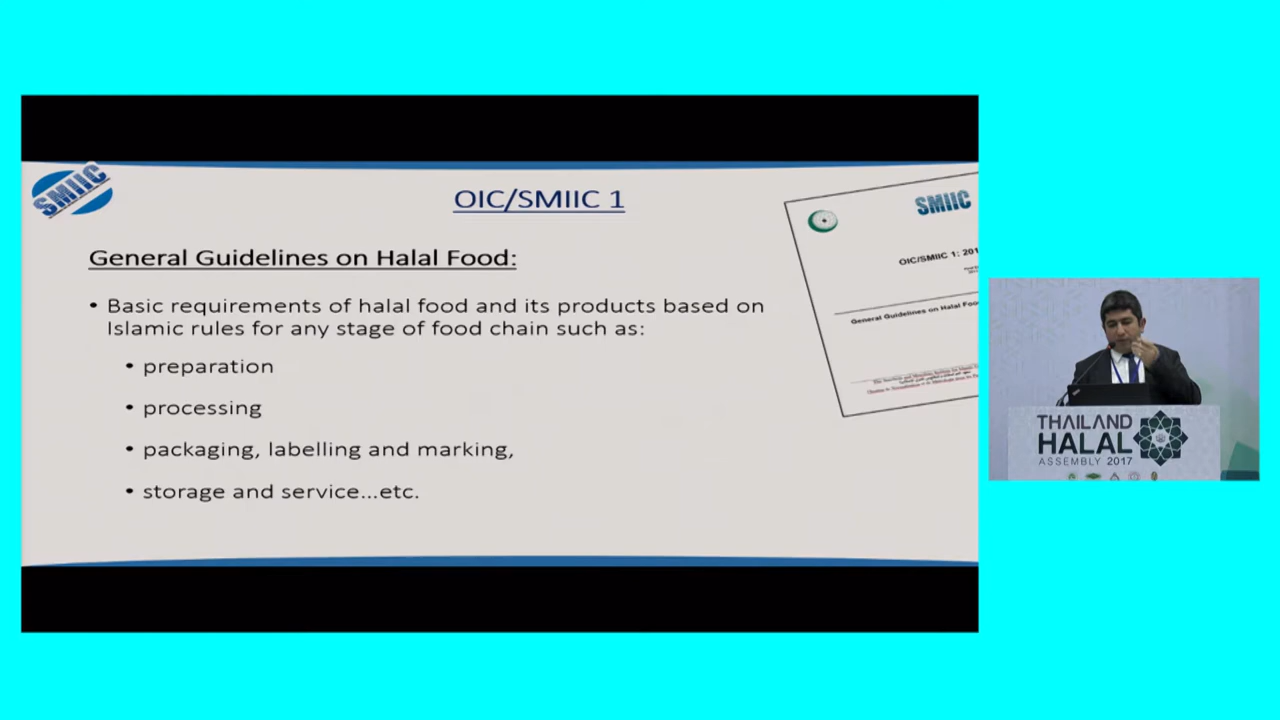 SMIIC
OIC/SMIIC 1
General Guidelines on Halal Food:
• Basic requirements of halal food and its products based on
Islamic rules for any stage of food chain such as:
• preparation
• processing
• packaging, labelling and marking,
• storage and service...etc.
SMIIC
OIC/SMIIC 1: 201
General Guidelines on Halal Foo
THAILAND
HALAL
ASSEMBLY 2017